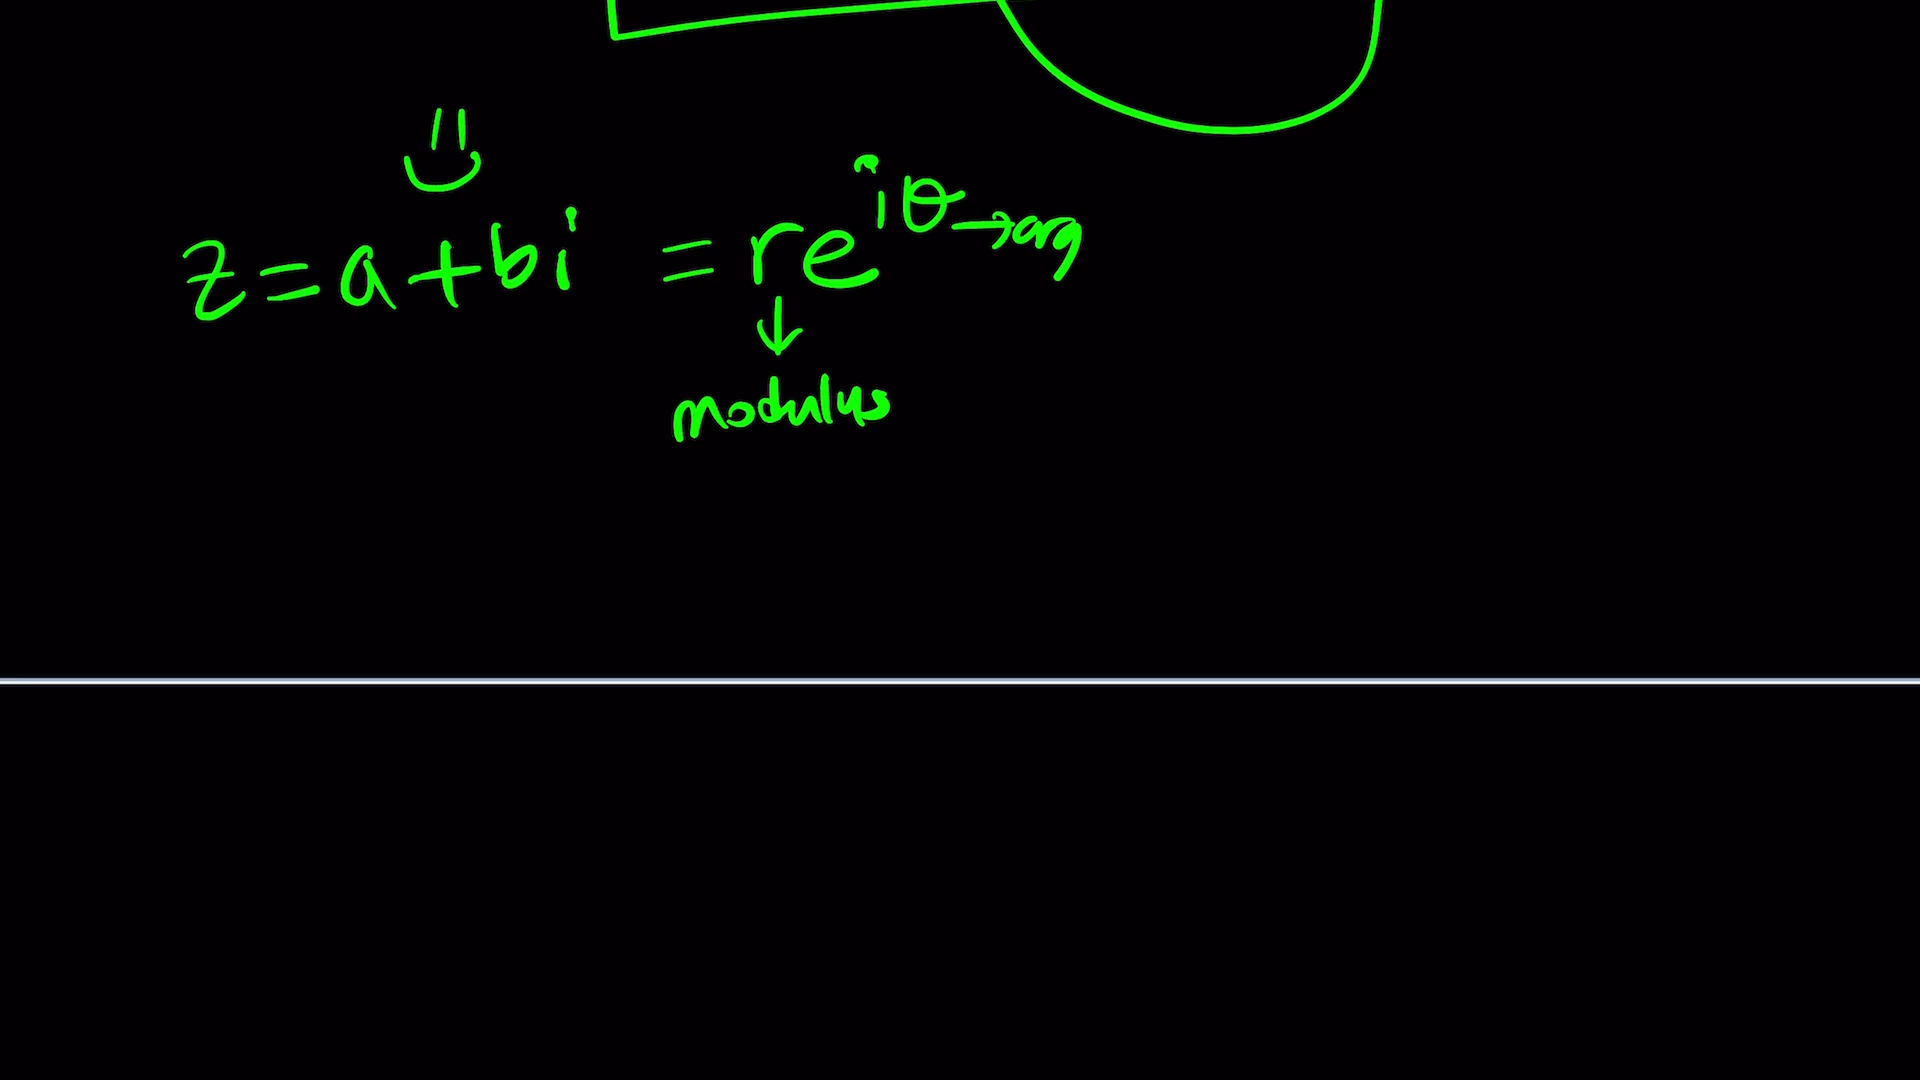 z = a + bi = re^{iθ} → arg
↓
modulus